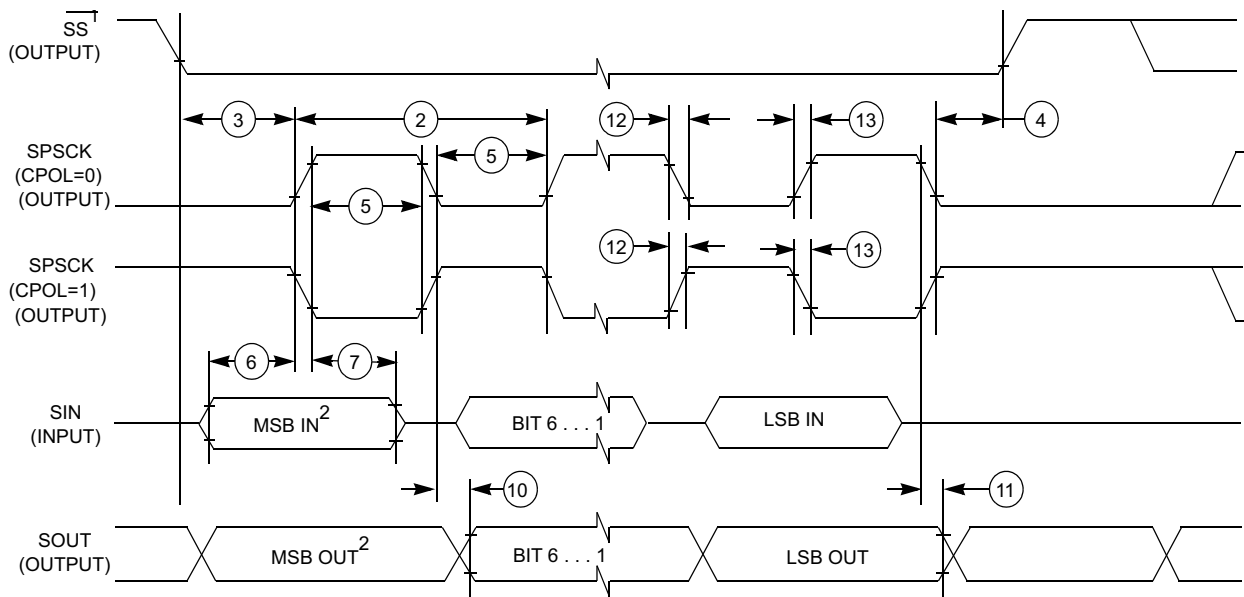 SS 1
(OUTPUT)
3
2
12
13
4
SPSCK
(CPOL=0)
(OUTPUT)
5
5
12
13
SPSCK
(CPOL=1)
(OUTPUT)
6
7
SIN
(INPUT)
MSB IN2
BIT 6 . . . 1
LSB IN
10
11
SOUT
(OUTPUT)
MSB OUT2
BIT 6 . . . 1
LSB OUT